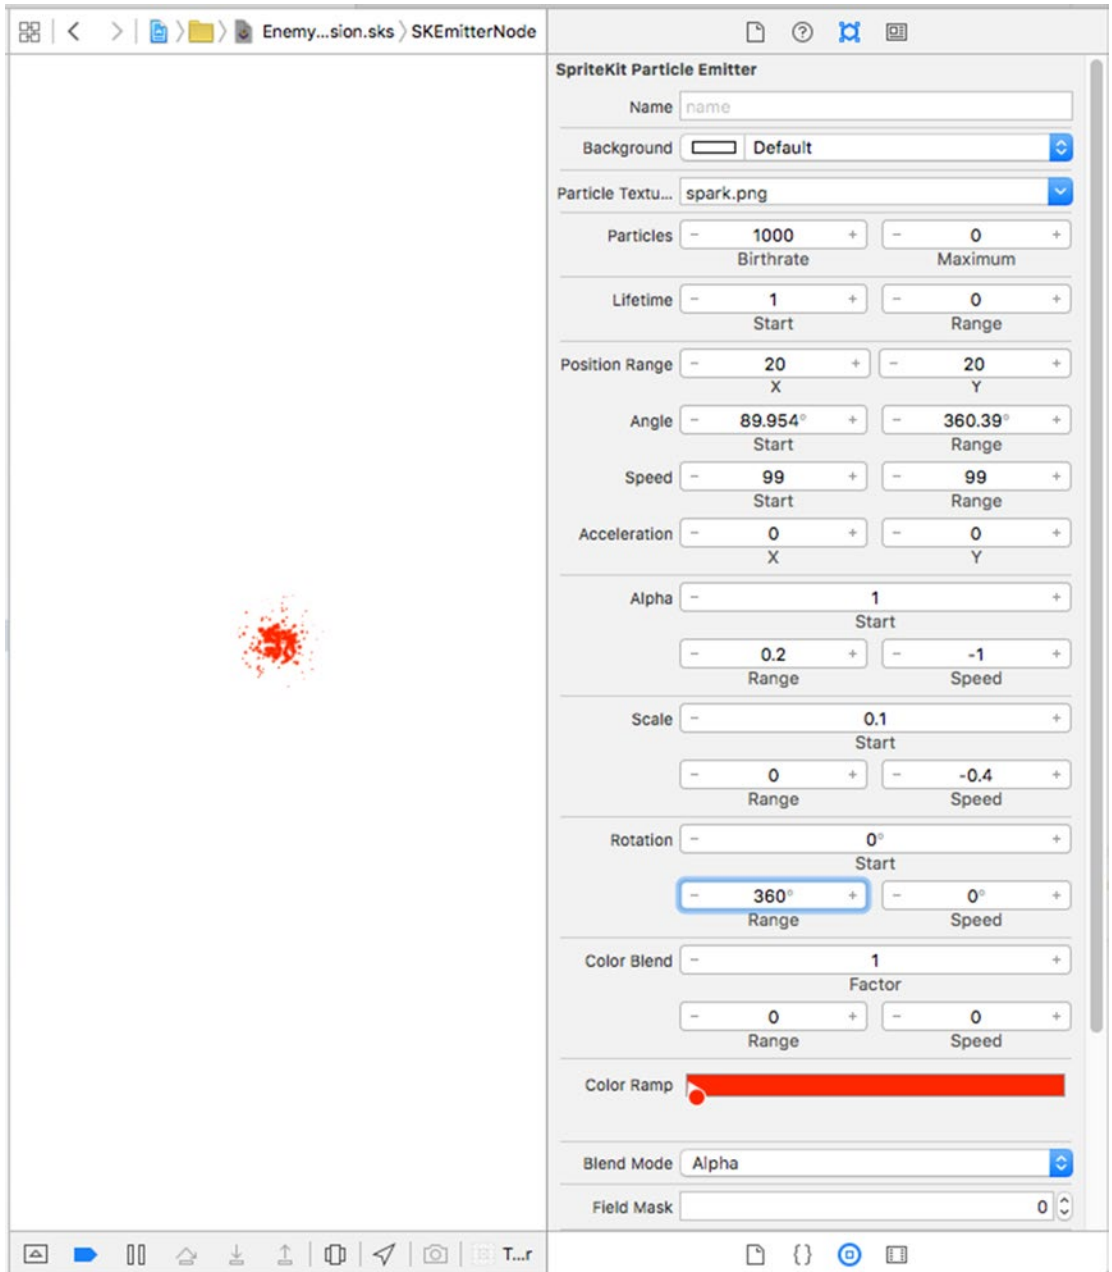 Enemy...sion.sks SKEmitterNode
SpriteKit Particle Emitter
Name name
Background Default
Particle Textu... spark.png
Particles - 1000 + - 0 +
Birthrate Maximum
Lifetime - 1 + - 0 +
Start Range
Position Range - 20 + - 20 +
X Y
Angle - 89.954° + - 360.39° +
Start Range
Speed - 99 + - 99 +
Start Range
Acceleration - 0 + - 0 +
X Y
Alpha - 1 +
Start
- 0.2 + - -1 +
Range Speed
Scale - 0.1 +
Start
- 0 + - -0.4 +
Range Speed
Rotation - 0° +
Start
- 360° + - 0° +
Range Speed
Color Blend - 1 +
Factor
- 0 + - 0 +
Range Speed
Color Ramp
Blend Mode Alpha
Field Mask 0
T...r { }